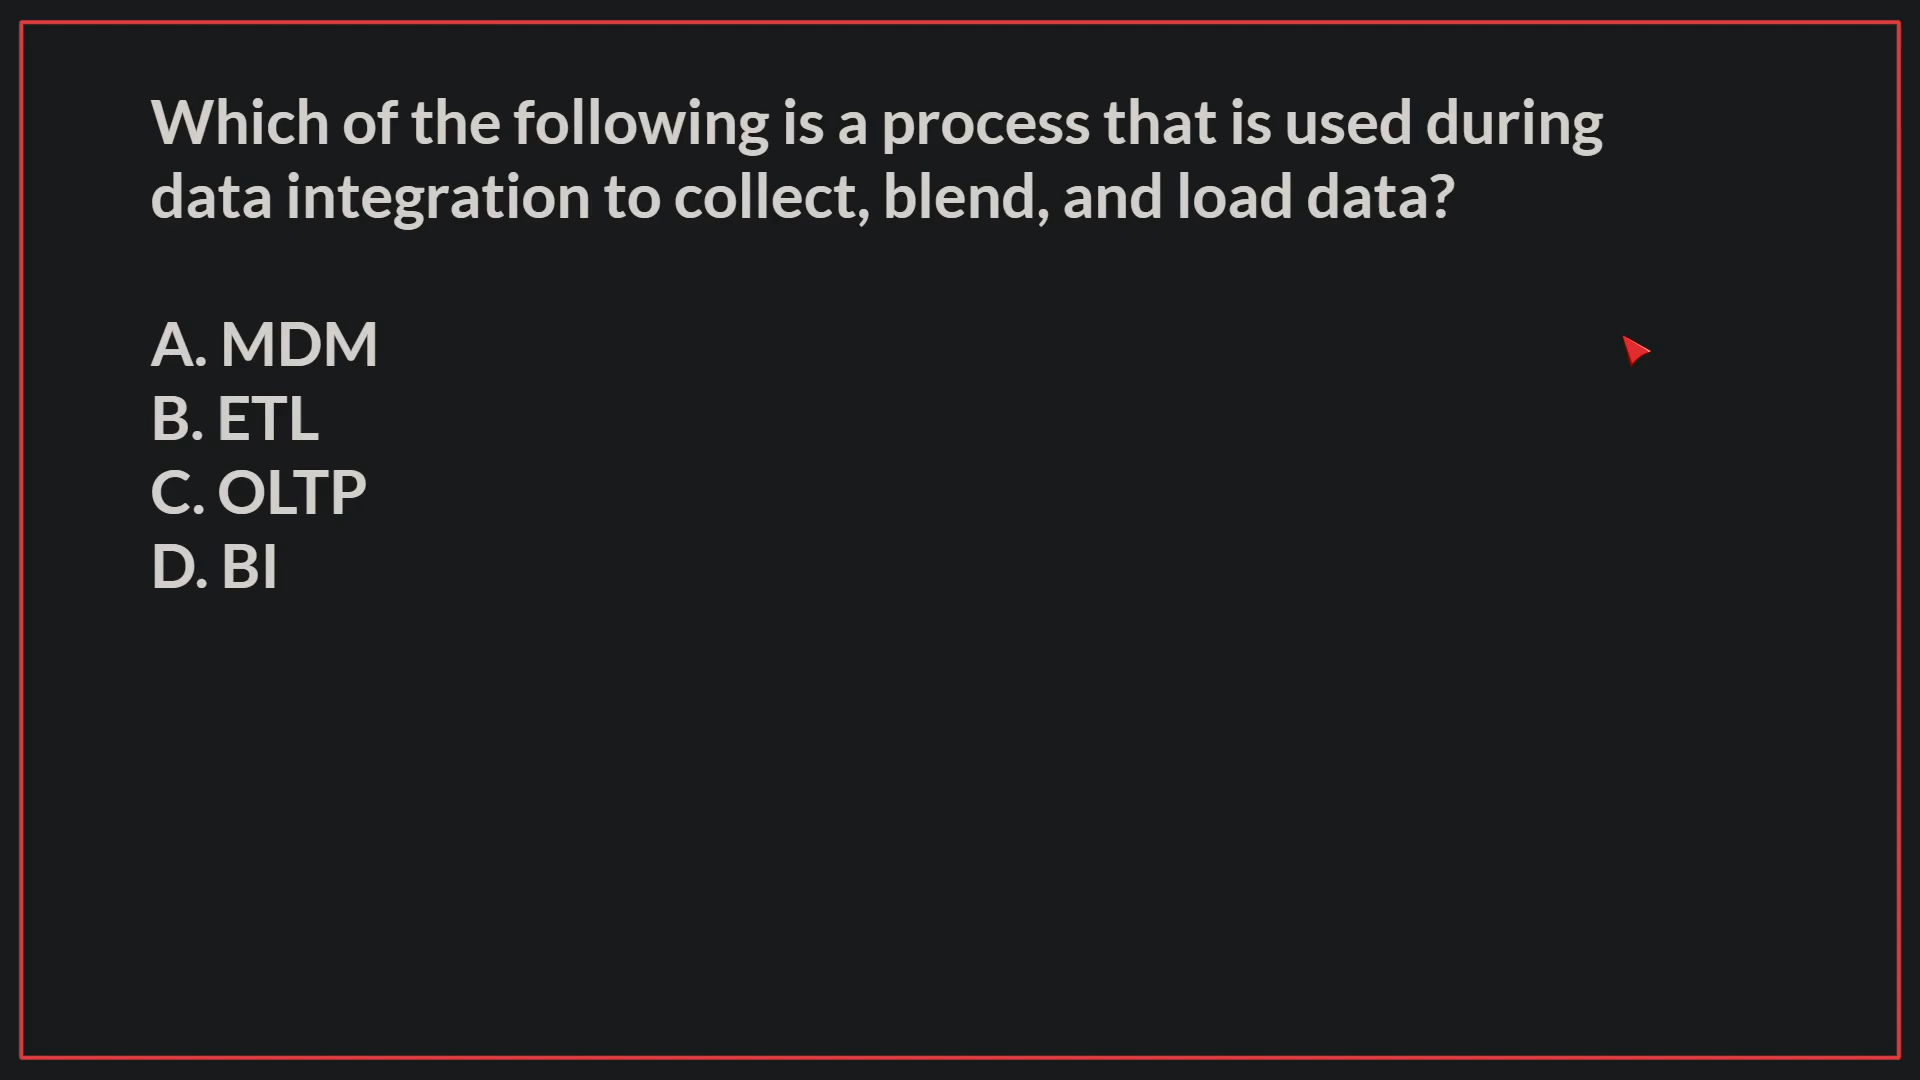 Which of the following is a process that is used during
data integration to collect, blend, and load data?
A. MDM
B. ETL
C. OLTP
D. BI